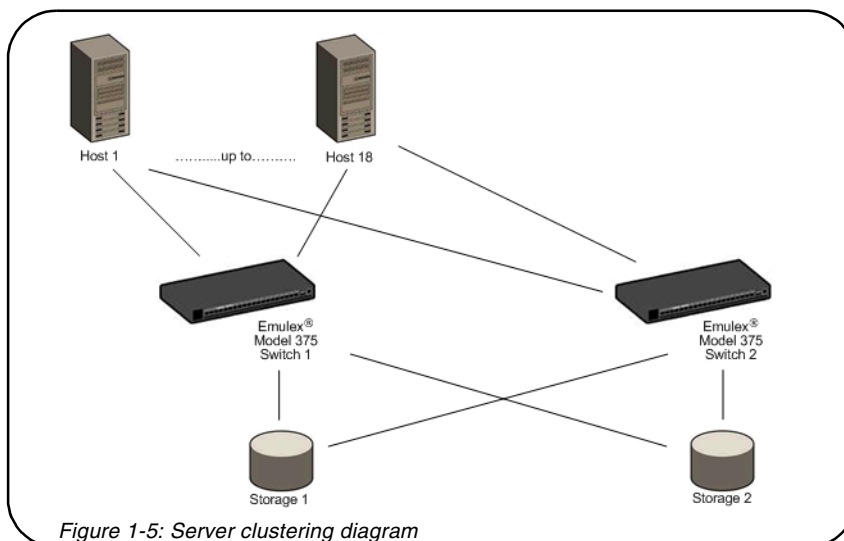 Host 1
...........up to...........
Host 18
Emulex®
Model 375
Switch 1
Emulex®
Model 375
Switch 2
Storage 1
Storage 2
Figure 1-5: Server clustering diagram